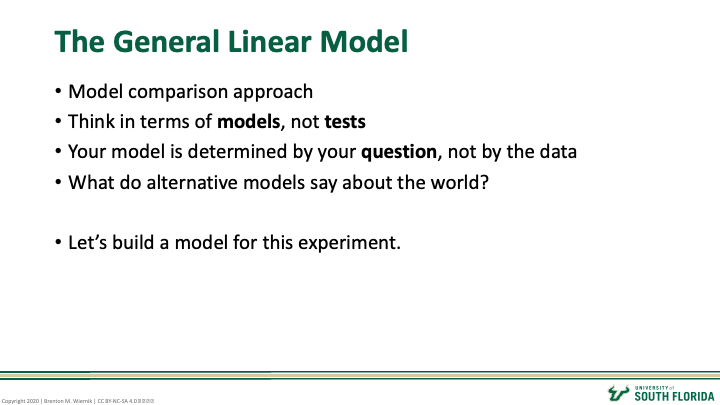 The General Linear Model
• Model comparison approach
• Think in terms of models, not tests
• Your model is determined by your question, not by the data
• What do alternative models say about the world?
• Let’s build a model for this experiment.
Copyright 2020 | Brenton M. Wiernik | CC BY-NC-SA 4.0
UNIVERSITY of
SOUTH FLORIDA